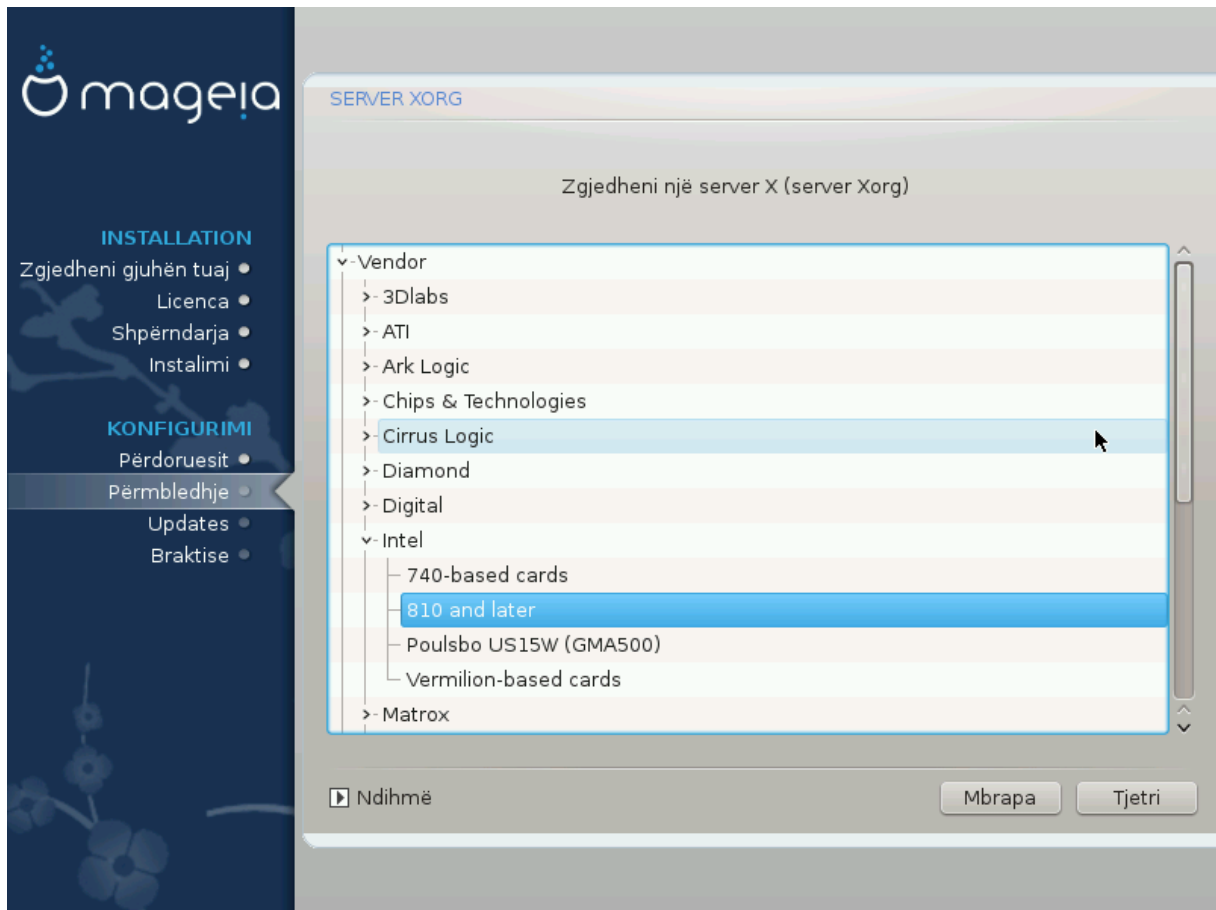 mageia
INSTALLATION
Zgjedheni gjuhën tuaj
Licenca
Shpërndarja
Instalimi
KONFIGURIMI
Përdoruesit
Përmbledhje
Updates
Braktise
SERVER XORG
Zgjedheni një server X (server Xorg)
Vendor
3Dlabs
ATI
Ark Logic
Chips & Technologies
Cirrus Logic
Diamond
Digital
Intel
740-based cards
810 and later
Poulsbo US15W (GMA500)
Vermilion-based cards
Matrox
Ndihmë
Mbrapa
Tjetri